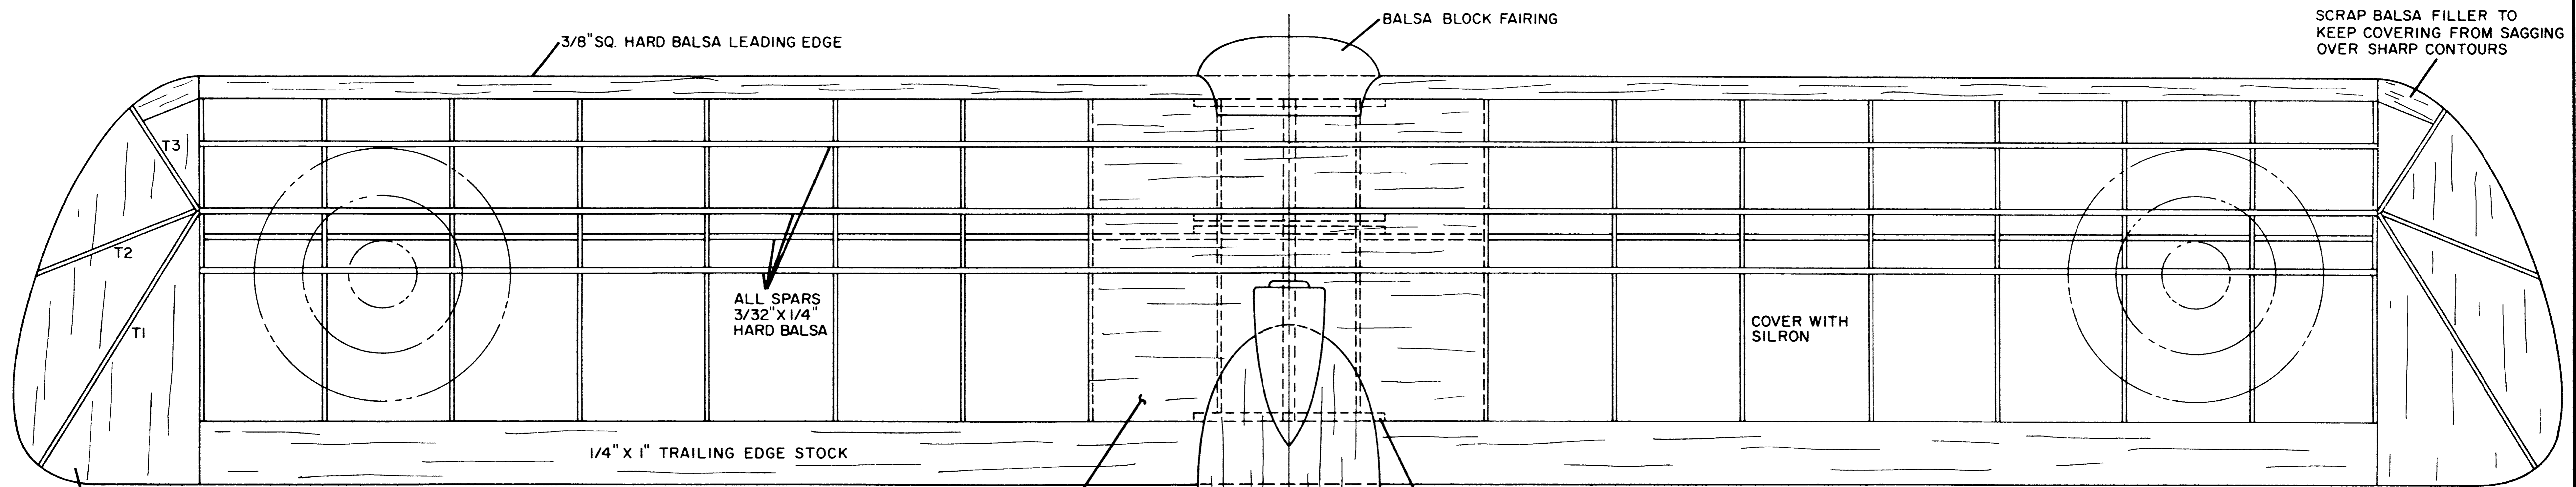 BALSA BLOCK FAIRING
SCRAP BALSA FILLER TO
KEEP COVERING FROM SAGGING
OVER SHARP CONTOURS
3/8" SQ. HARD BALSA LEADING EDGE
T3
T2
T1
ALL SPARS
3/32" X 1/4"
HARD BALSA
COVER WITH
SILRON
1/4" X 1" TRAILING EDGE STOCK